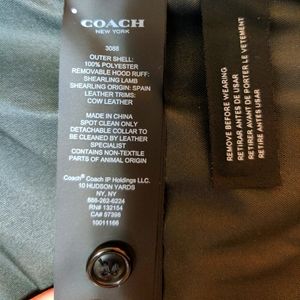 COACH
NEW YORK
3088
OUTER SHELL:
100% POLYESTER
REMOVABLE HOOD RUFF:
SHEARLING LAMB
SHEARLING ORIGIN: SPAIN
LEATHER TRIMS:
COW LEATHER
MADE IN CHINA
SPOT CLEAN ONLY
DETACHABLE COLLAR TO
BE CLEANED BY LEATHER
SPECIALIST
CONTAINS NON-TEXTILE
PARTS OF ANIMAL ORIGIN
Coach® Coach IP Holdings LLC.
10 HUDSON YARDS
NY, NY
888-262-6224
RN# 132154
CA# 57398
10011166
REMOVE BEFORE WEARING
RETIRAR ANTES DE USAR
RETIRER AVANT DE PORTER LE VETEMENT
RETIRAR ANTES DE USAR